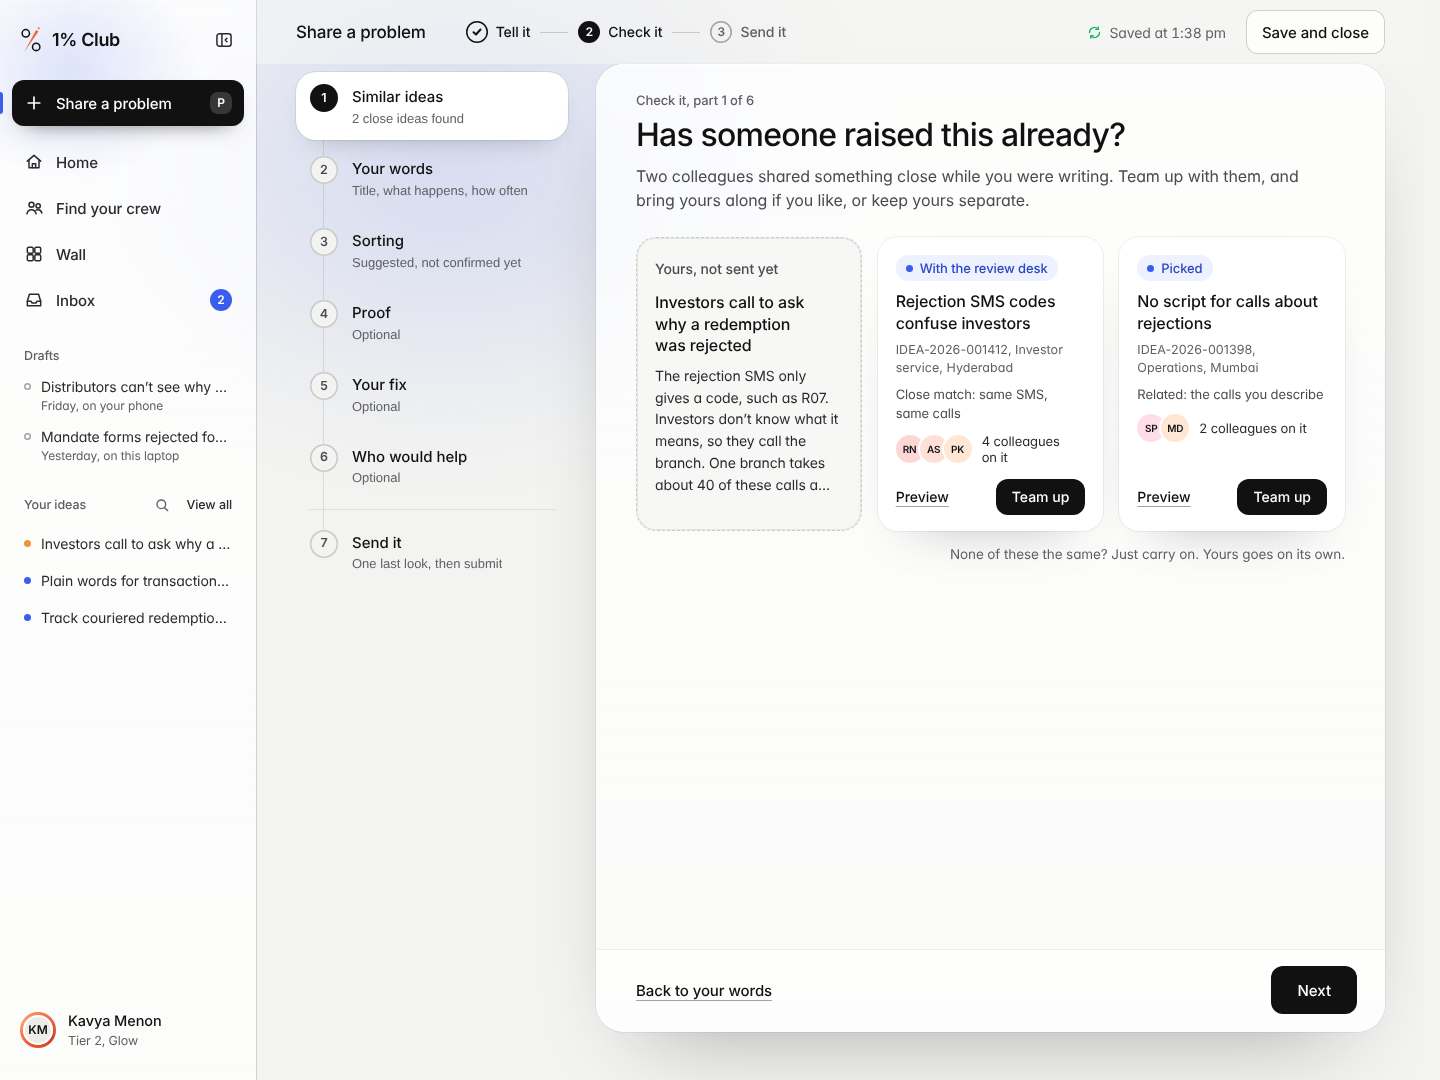 1% Club
Share a problem P
Home
Find your crew
Wall
Inbox 2
Drafts
Distributors can’t see why ...
Friday, on your phone
Mandate forms rejected fo...
Yesterday, on this laptop
Your ideas View all
Investors call to ask why a ...
Plain words for transaction...
Track couriered redemptio...
KM
Kavya Menon
Tier 2, Glow
Share a problem
Tell it
2 Check it
3 Send it
Saved at 1:38 pm
Save and close
1 Similar ideas
2 close ideas found
2 Your words
Title, what happens, how often
3 Sorting
Suggested, not confirmed yet
4 Proof
Optional
5 Your fix
Optional
6 Who would help
Optional
7 Send it
One last look, then submit
Check it, part 1 of 6
Has someone raised this already?
Two colleagues shared something close while you were writing. Team up with them, and
bring yours along if you like, or keep yours separate.
Yours, not sent yet
Investors call to ask
why a redemption
was rejected
The rejection SMS only
gives a code, such as R07.
Investors don’t know what it
means, so they call the
branch. One branch takes
about 40 of these calls a...
With the review desk
Rejection SMS codes
confuse investors
IDEA-2026-001412, Investor
service, Hyderabad
Close match: same SMS,
same calls
RN AS PK
4 colleagues
on it
Preview Team up
Picked
No script for calls about
rejections
IDEA-2026-001398,
Operations, Mumbai
Related: the calls you describe
SP MD 2 colleagues on it
Preview Team up
None of these the same? Just carry on. Yours goes on its own.
Back to your words
Next